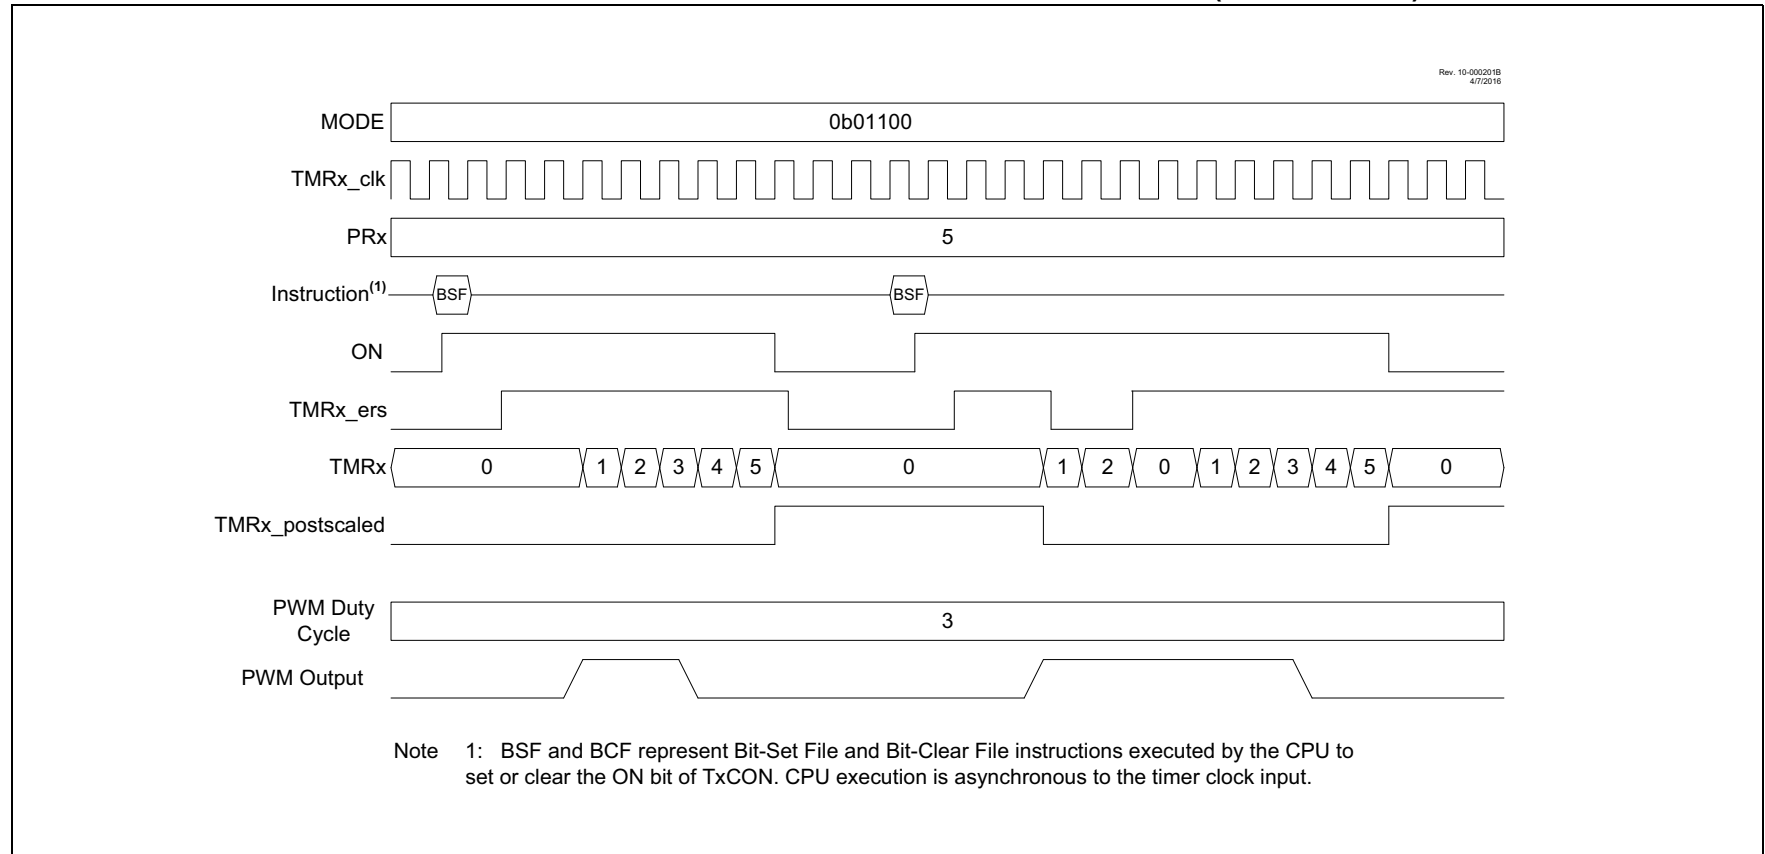 Rev. 10-000201B
4/7/2016
MODE 0b01100
TMRx_clk
PRx 5
Instruction(1) BSF BSF
ON
TMRx_ers
TMRx 0 1 2 3 4 5 0 1 2 0 1 2 3 4 5 0
TMRx_postscaled
PWM Duty
Cycle 3
PWM Output
Note 1: BSF and BCF represent Bit-Set File and Bit-Clear File instructions executed by the CPU to
set or clear the ON bit of TxCON. CPU execution is asynchronous to the timer clock input.